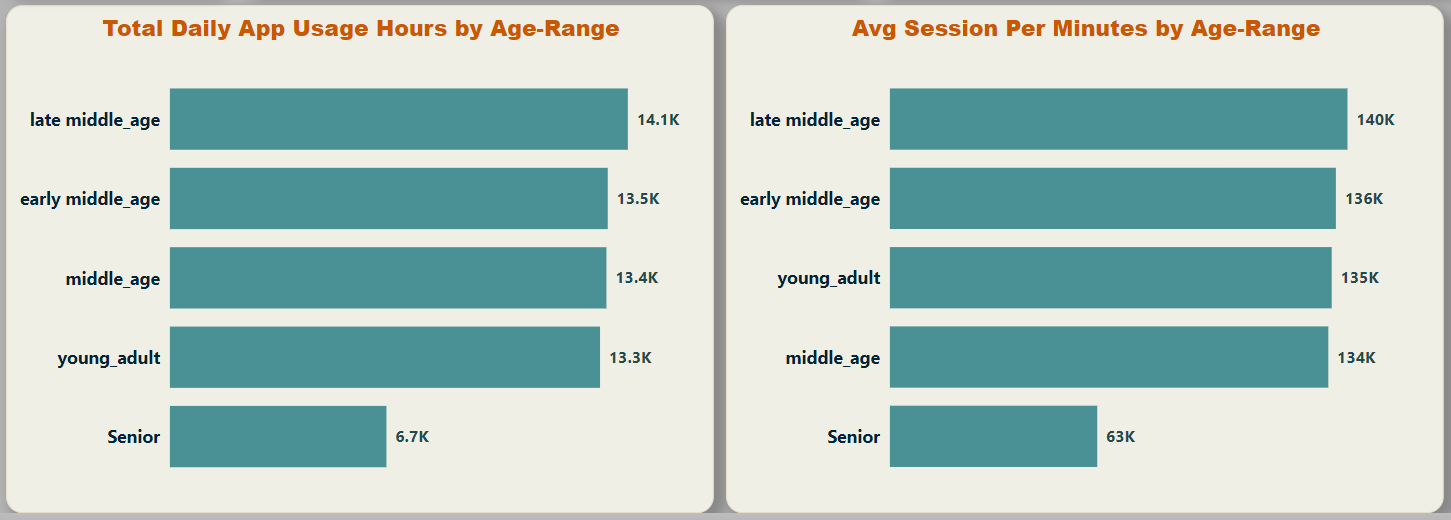 Total Daily App Usage Hours by Age-Range
late middle_age 14.1K
early middle_age 13.5K
middle_age 13.4K
young_adult 13.3K
Senior 6.7K
Avg Session Per Minutes by Age-Range
late middle_age 140K
early middle_age 136K
young_adult 135K
middle_age 134K
Senior 63K